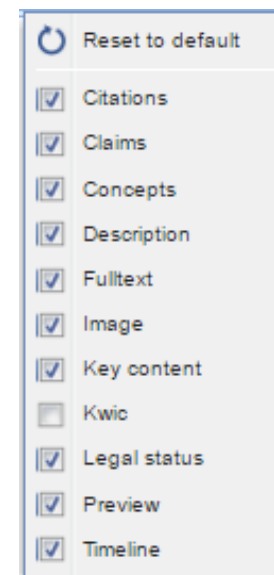 Reset to default
Citations
Claims
Concepts
Description
Fulltext
Image
Key content
Kwic
Legal status
Preview
Timeline